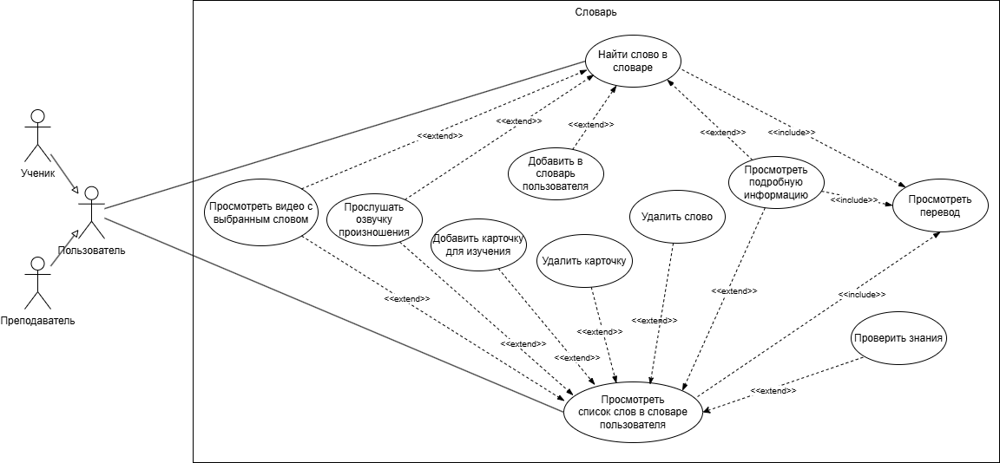 Словарь
Найти слово в
словаре
<<extend>>
<<extend>>
<<extend>>
<<extend>>
<<include>>
Ученик
Добавить в
словарь
пользователя
Просмотреть
подробную
информацию
<<include>>
Просмотреть
перевод
Просмотреть видео с
выбранным словом
Прослушать
озвучку
произношения
Удалить слово
Пользователь
Добавить карточку
для изучения
Удалить карточку
<<extend>>
<<extend>>
<<include>>
Преподаватель
<<extend>>
<<extend>>
<<extend>>
<<extend>>
Проверить знания
<<extend>>
<<extend>>
Просмотреть
список слов в словаре
пользователя